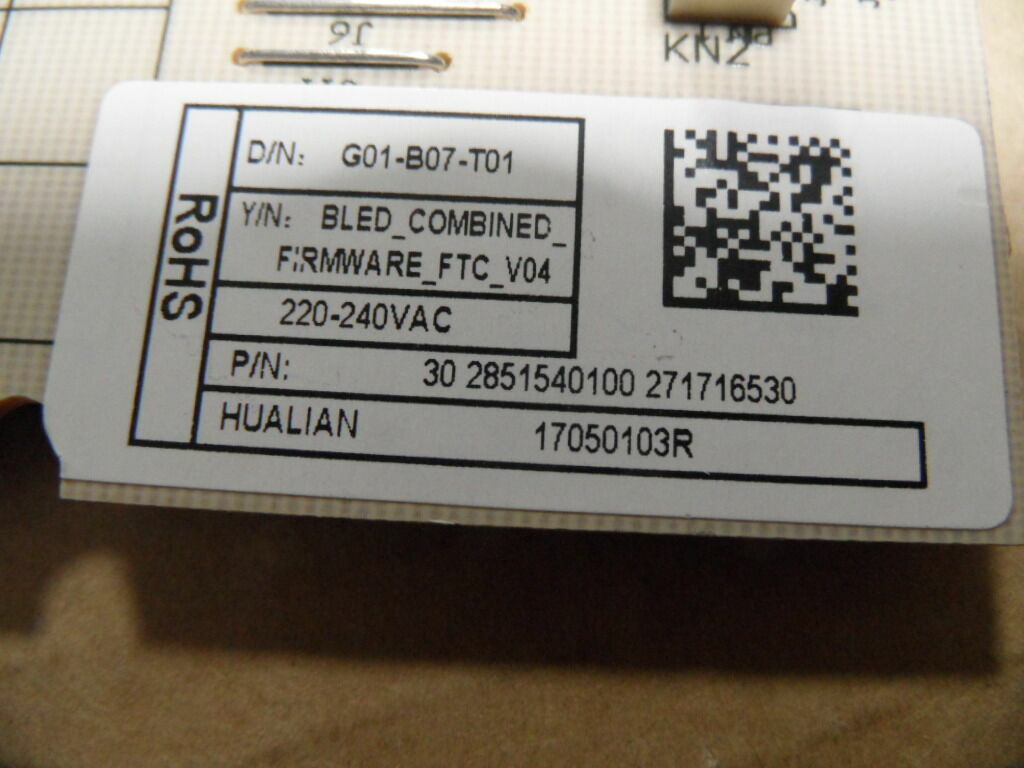 J6
KN2
RoHS
D/N: G01-B07-T01
Y/N: BLED_COMBINED_
FIRMWARE_FTC_V04
220-240VAC
P/N: 30 2851540100 271716530
HUALIAN 17050103R